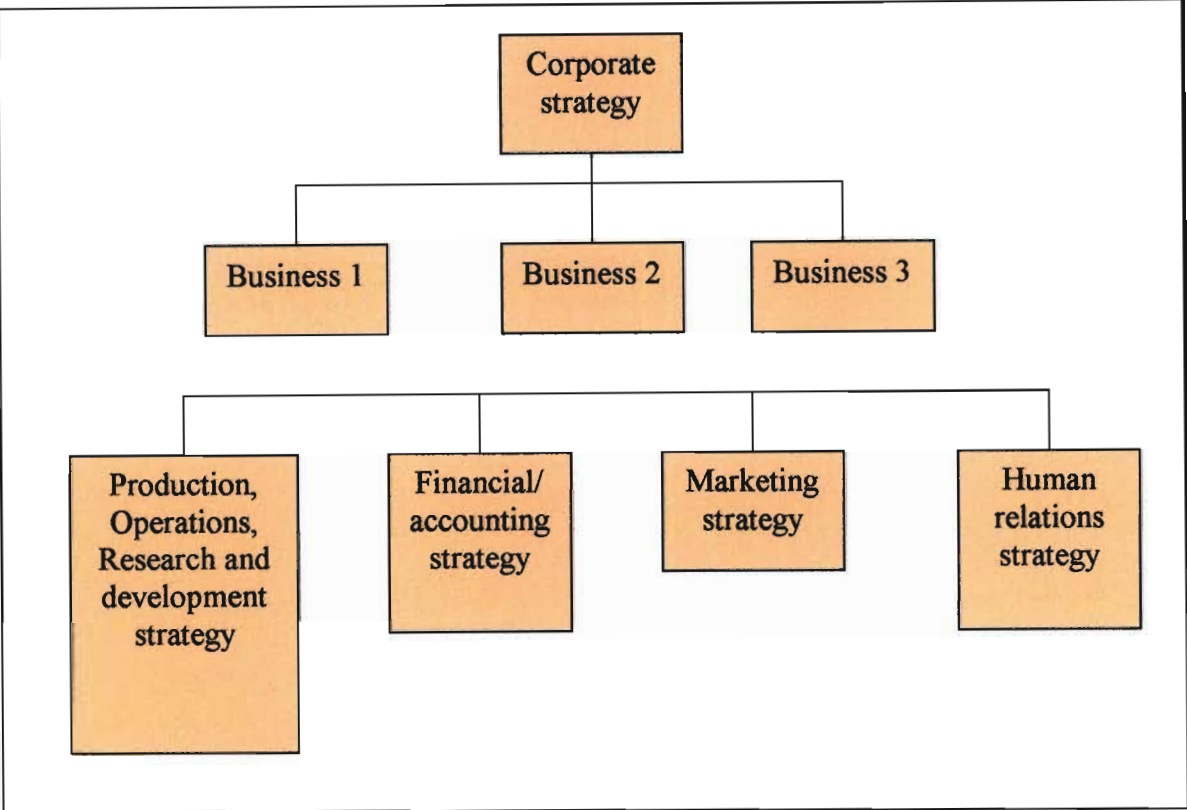 Corporate
strategy
Business 1
Business 2
Business 3
Production,
Operations,
Research and
development
strategy
Financial/
accounting
strategy
Marketing
strategy
Human
relations
strategy